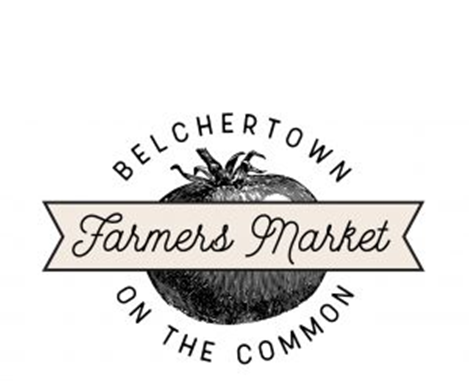 BELCHERTOWN
Farmers Market
ON THE COMMON